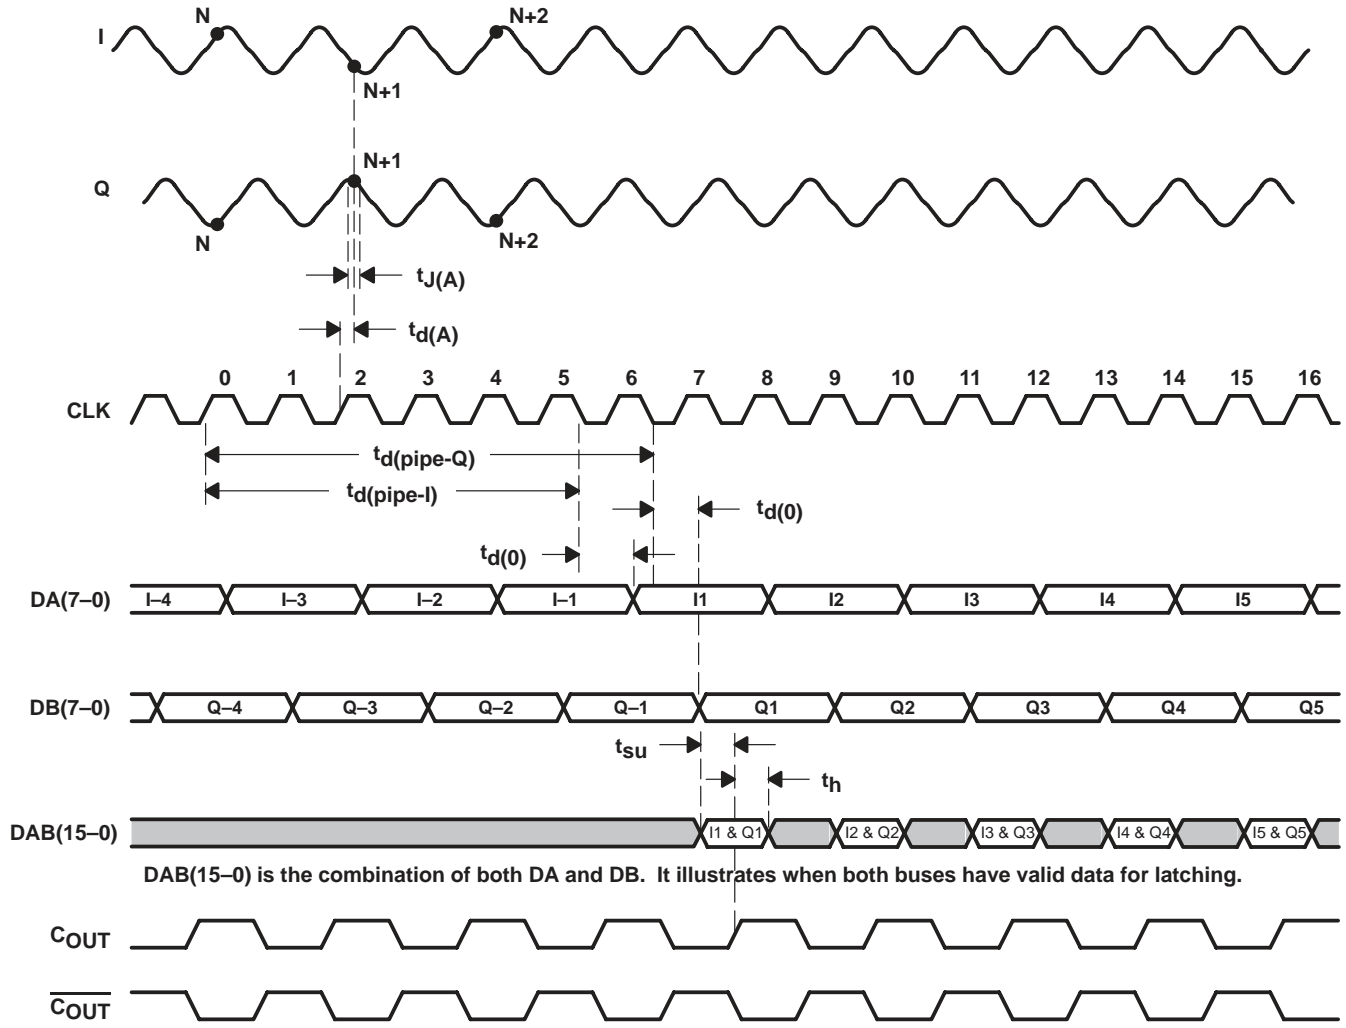 N
N+2
I
N+1
N+1
Q
N
N+2
tJ(A)
td(A)
0 1 2 3 4 5 6 7 8 9 10 11 12 13 14 15 16
CLK
td(pipe-Q)
td(pipe-I)
td(0)
td(0)
DA(7–0) I–4 I–3 I–2 I–1 I1 I2 I3 I4 I5
DB(7–0) Q–4 Q–3 Q–2 Q–1 Q1 Q2 Q3 Q4 Q5
tsu
th
DAB(15–0) I1 & Q1 I2 & Q2 I3 & Q3 I4 & Q4 I5 & Q5
DAB(15–0) is the combination of both DA and DB. It illustrates when both buses have valid data for latching.
COUT
COUT